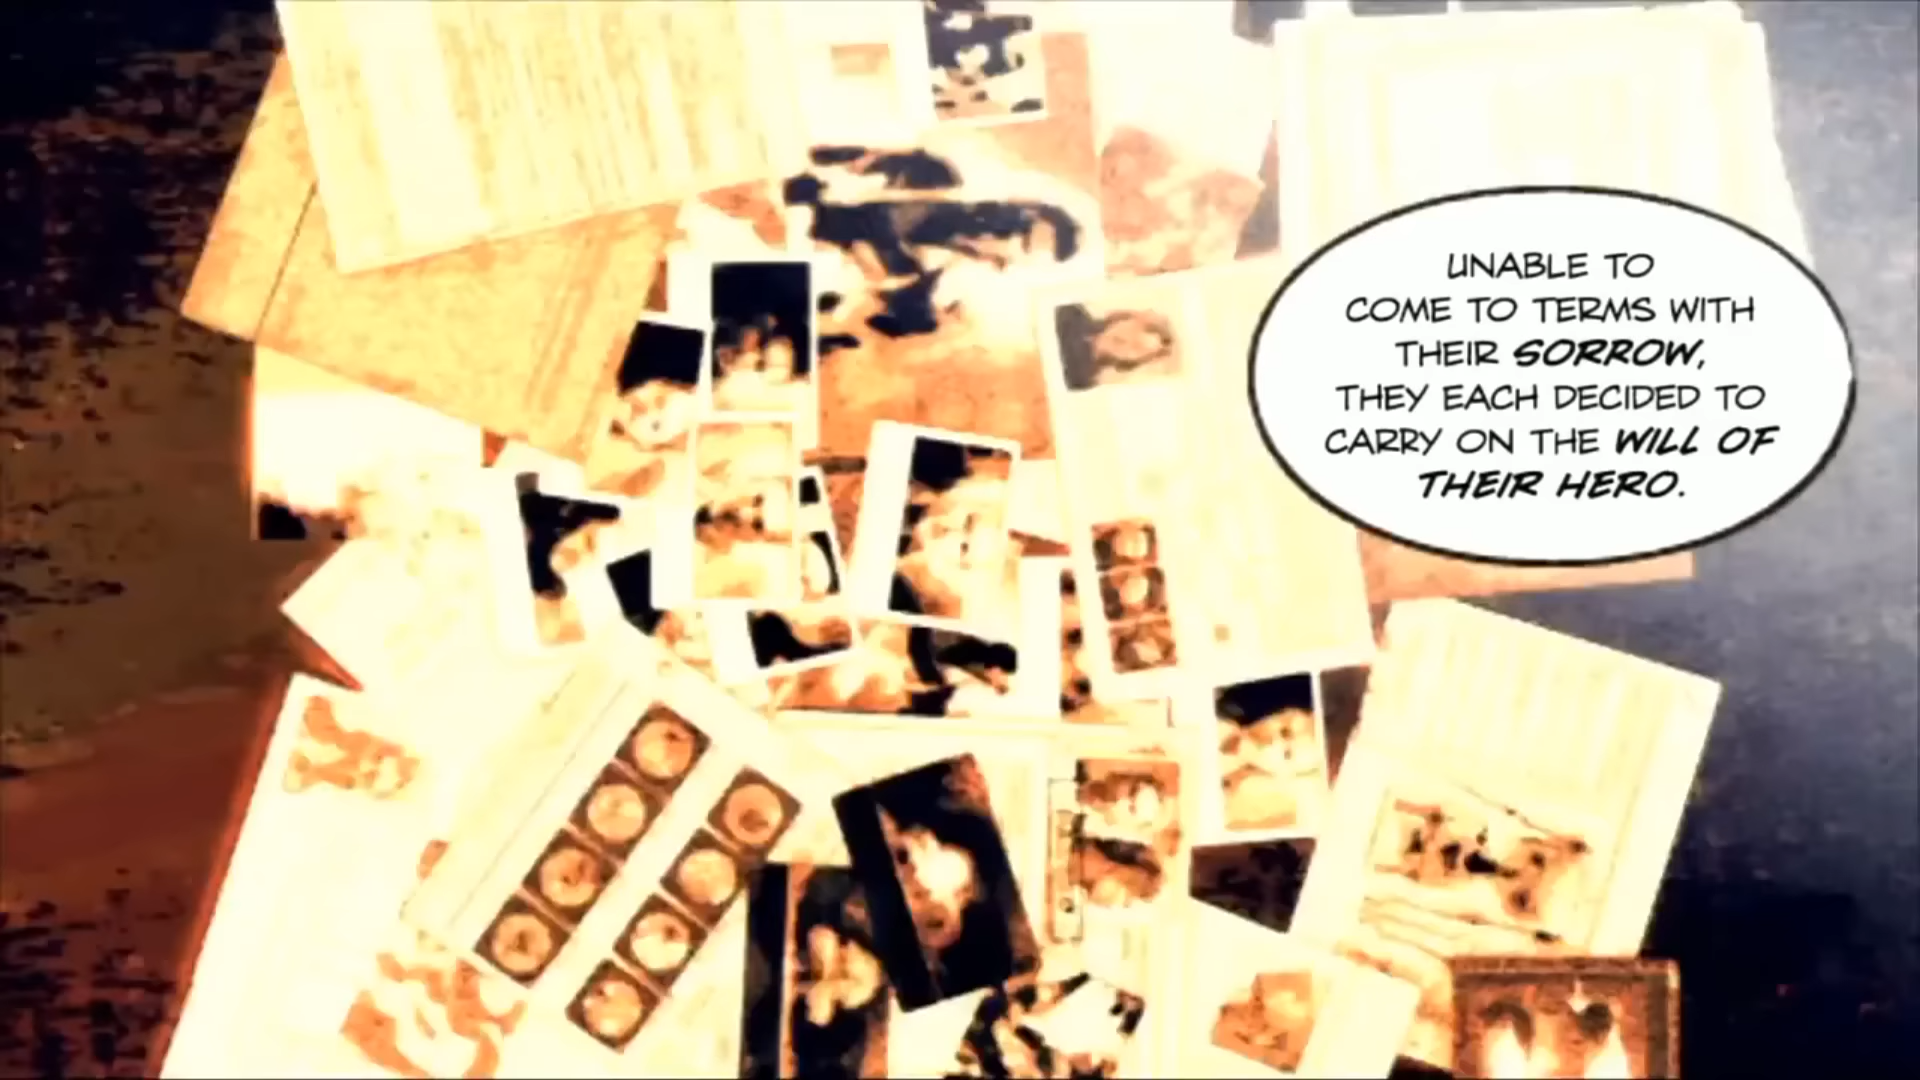 UNABLE TO
COME TO TERMS WITH
THEIR SORROW,
THEY EACH DECIDED TO
CARRY ON THE WILL OF
THEIR HERO.